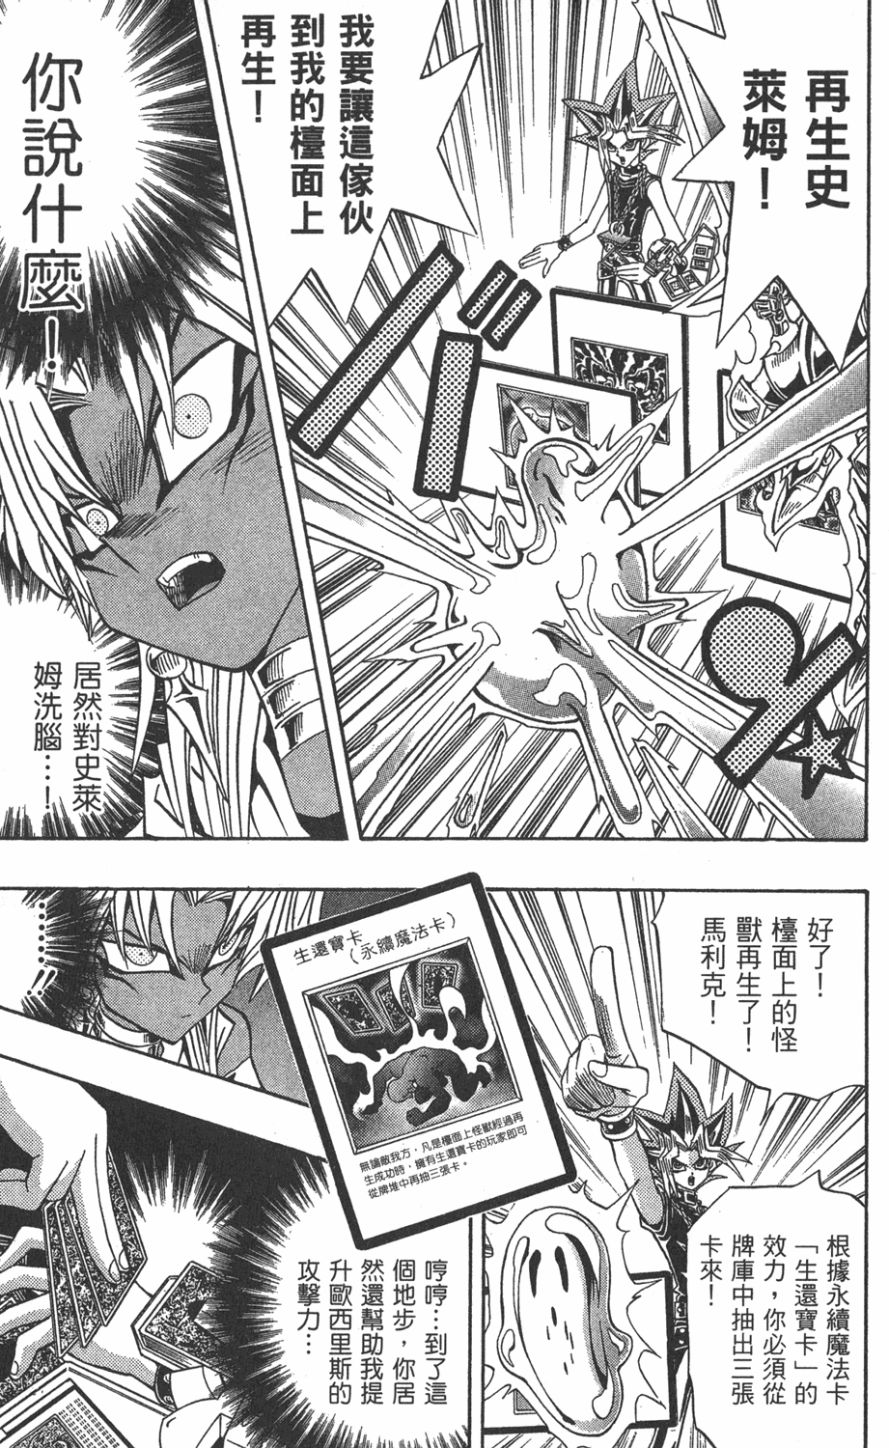 再生史
萊姆！
我要讓這傢伙
到我的檯面上
再生！
バシ
你說什麼！
居然對史萊
姆洗腦…！
好了！
檯面上的怪
獸再生了！
馬利克！
生還寶卡
（永續魔法卡）
無論敵我方，凡是檯面上怪獸經過再
生成功時，擁有生還寶卡的玩家即可
從牌堆中再抽三張卡。
……!!
根據永續魔法卡
「生還寶卡」的
效力，你必須從
牌庫中抽出三張
卡來！
哼哼…到了這
個地步，你居
然還幫助我提
升歐西里斯的
攻擊力…